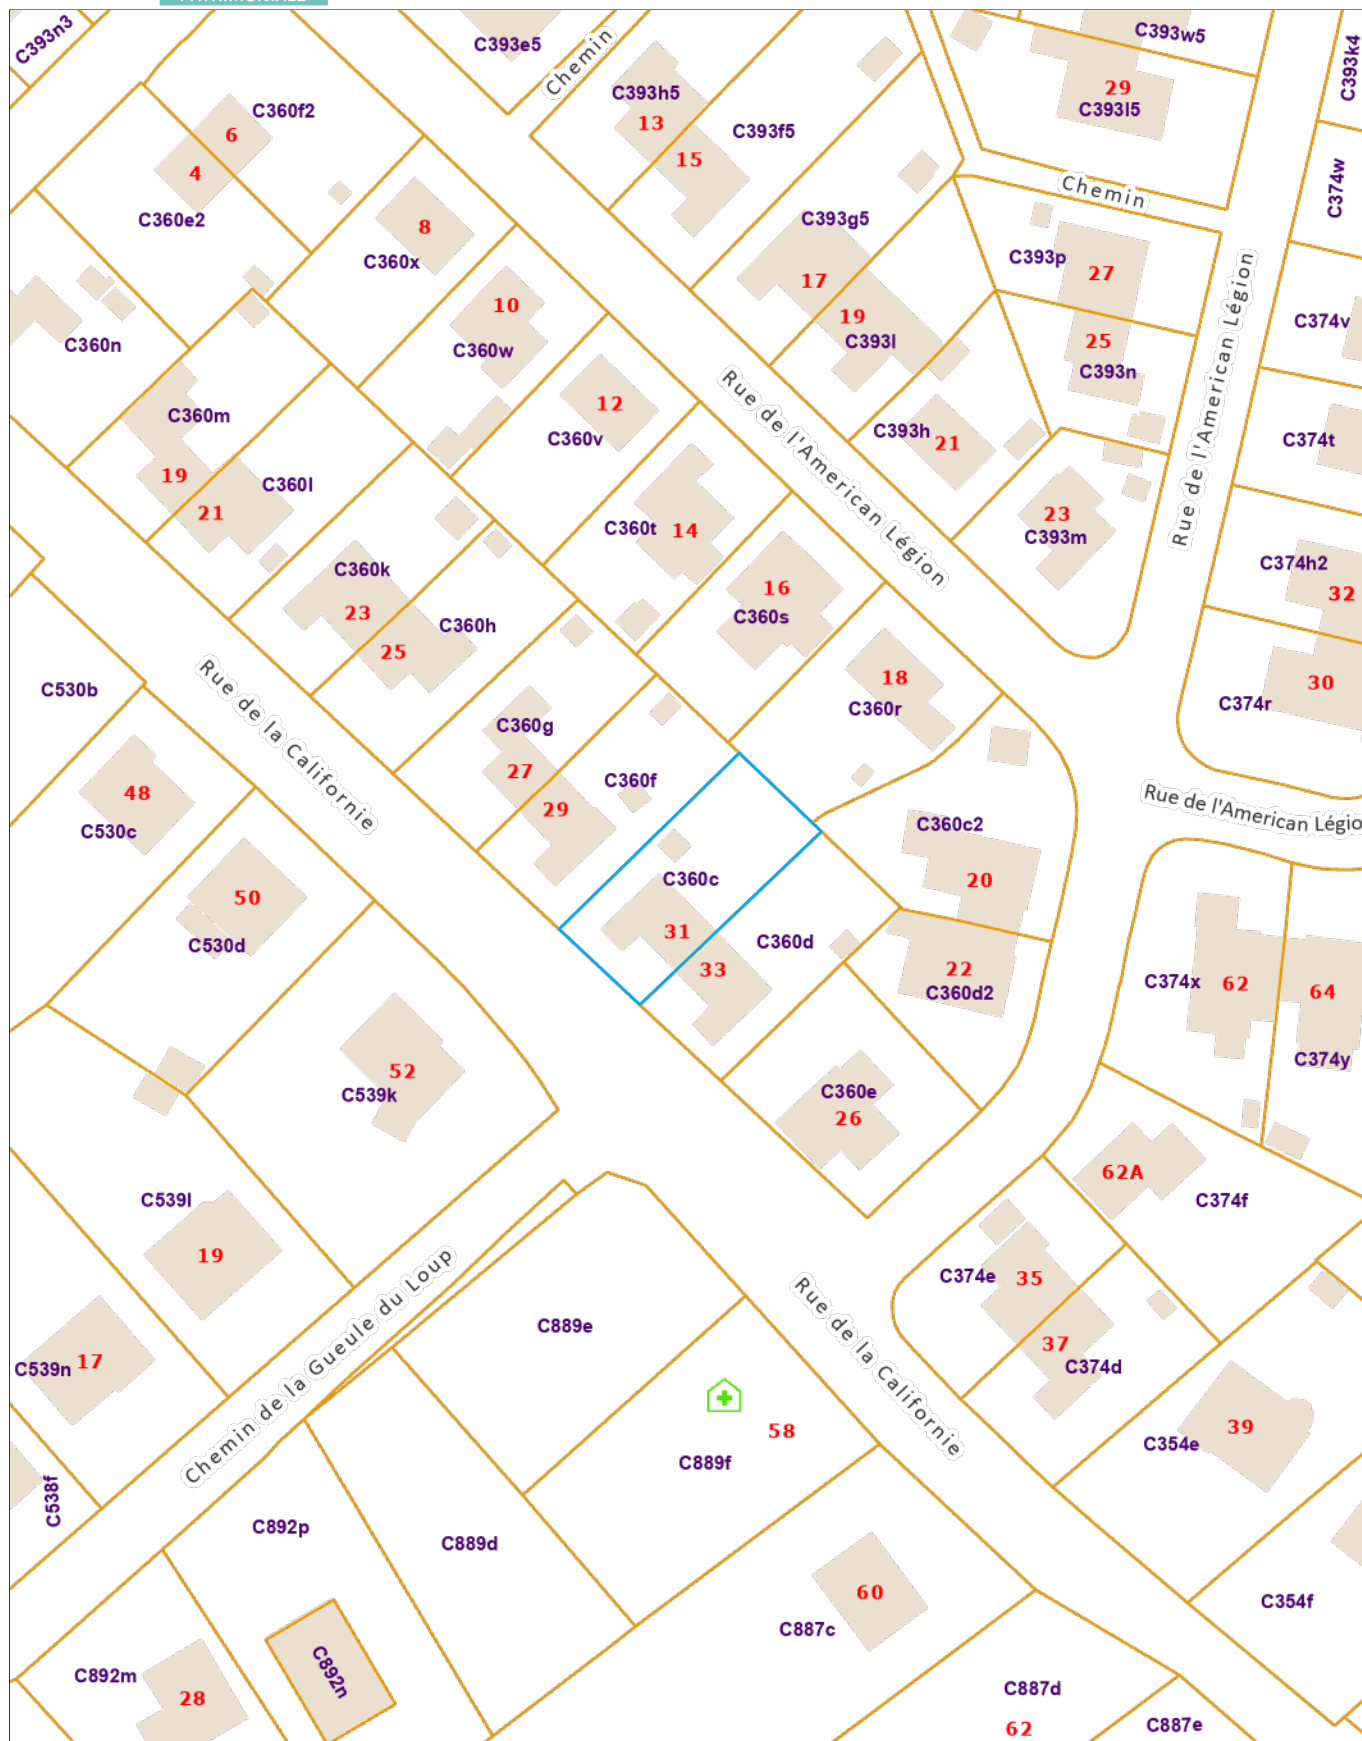 C393n3
C393e5
Chemin
C393w5
29
C393l5
C393k4
C360f2
6
4
C360e2
C393h5
13
15
C393f5
C374w
Chemin
8
C360x
C393g5
17
19
C393l
C393p
27
25
C393n
Rue de l'American Légion
C374v
C360n
10
C360w
12
C360v
Rue de l'American Légion
C393h
21
C374t
C360m
19
21
C360l
C360t
14
23
C393m
C374h2
32
C360k
23
25
C360h
16
C360s
18
C360r
C374r
30
C530b
Rue de la Californie
C360g
27
29
C360f
48
C530c
Rue de l'American Légio
C360c2
20
C360c
31
33
C360d
50
C530d
22
C360d2
C374x
62
64
C374y
52
C539k
C360e
26
62A
C374f
C539l
19
C374e
35
37
C374d
Chemin de la Gueule du Loup
C889e
Rue de la Californie
C539n
17
58
C889f
C354e
39
C538f
C892p
C889d
60
C887c
C354f
C892m
28
C892n
C887d
62
C887e